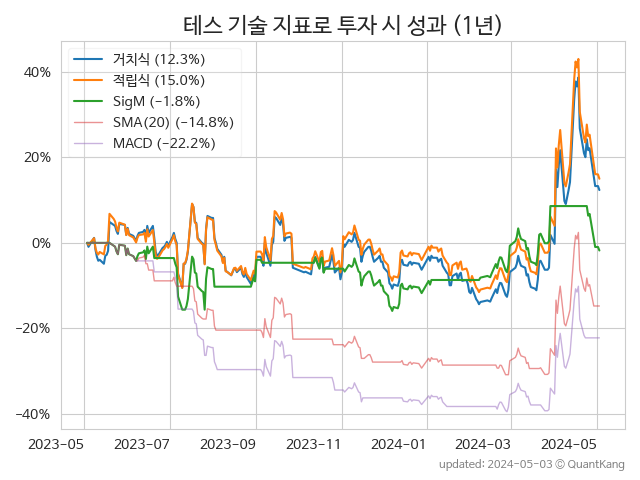 테스 기술 지표로 투자 시 성과 (1년)
거치식 (12.3%)
적립식 (15.0%)
SigM (−1.8%)
SMA(20) (−14.8%)
MACD (−22.2%)
40%
20%
0%
−20%
−40%
2023-05 2023-07 2023-09 2023-11 2024-01 2024-03 2024-05
updated: 2024-05-03 © QuantKang